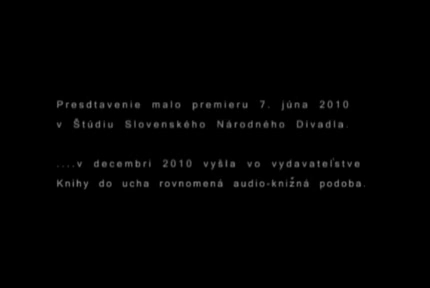 Presdtavenie malo premieru 7. júna 2010
v Štúdiu Slovenského Národného Divadla.
....v decembri 2010 vyšla vo vydavateľstve
Knihy do ucha rovnomená audio-knižná podoba.